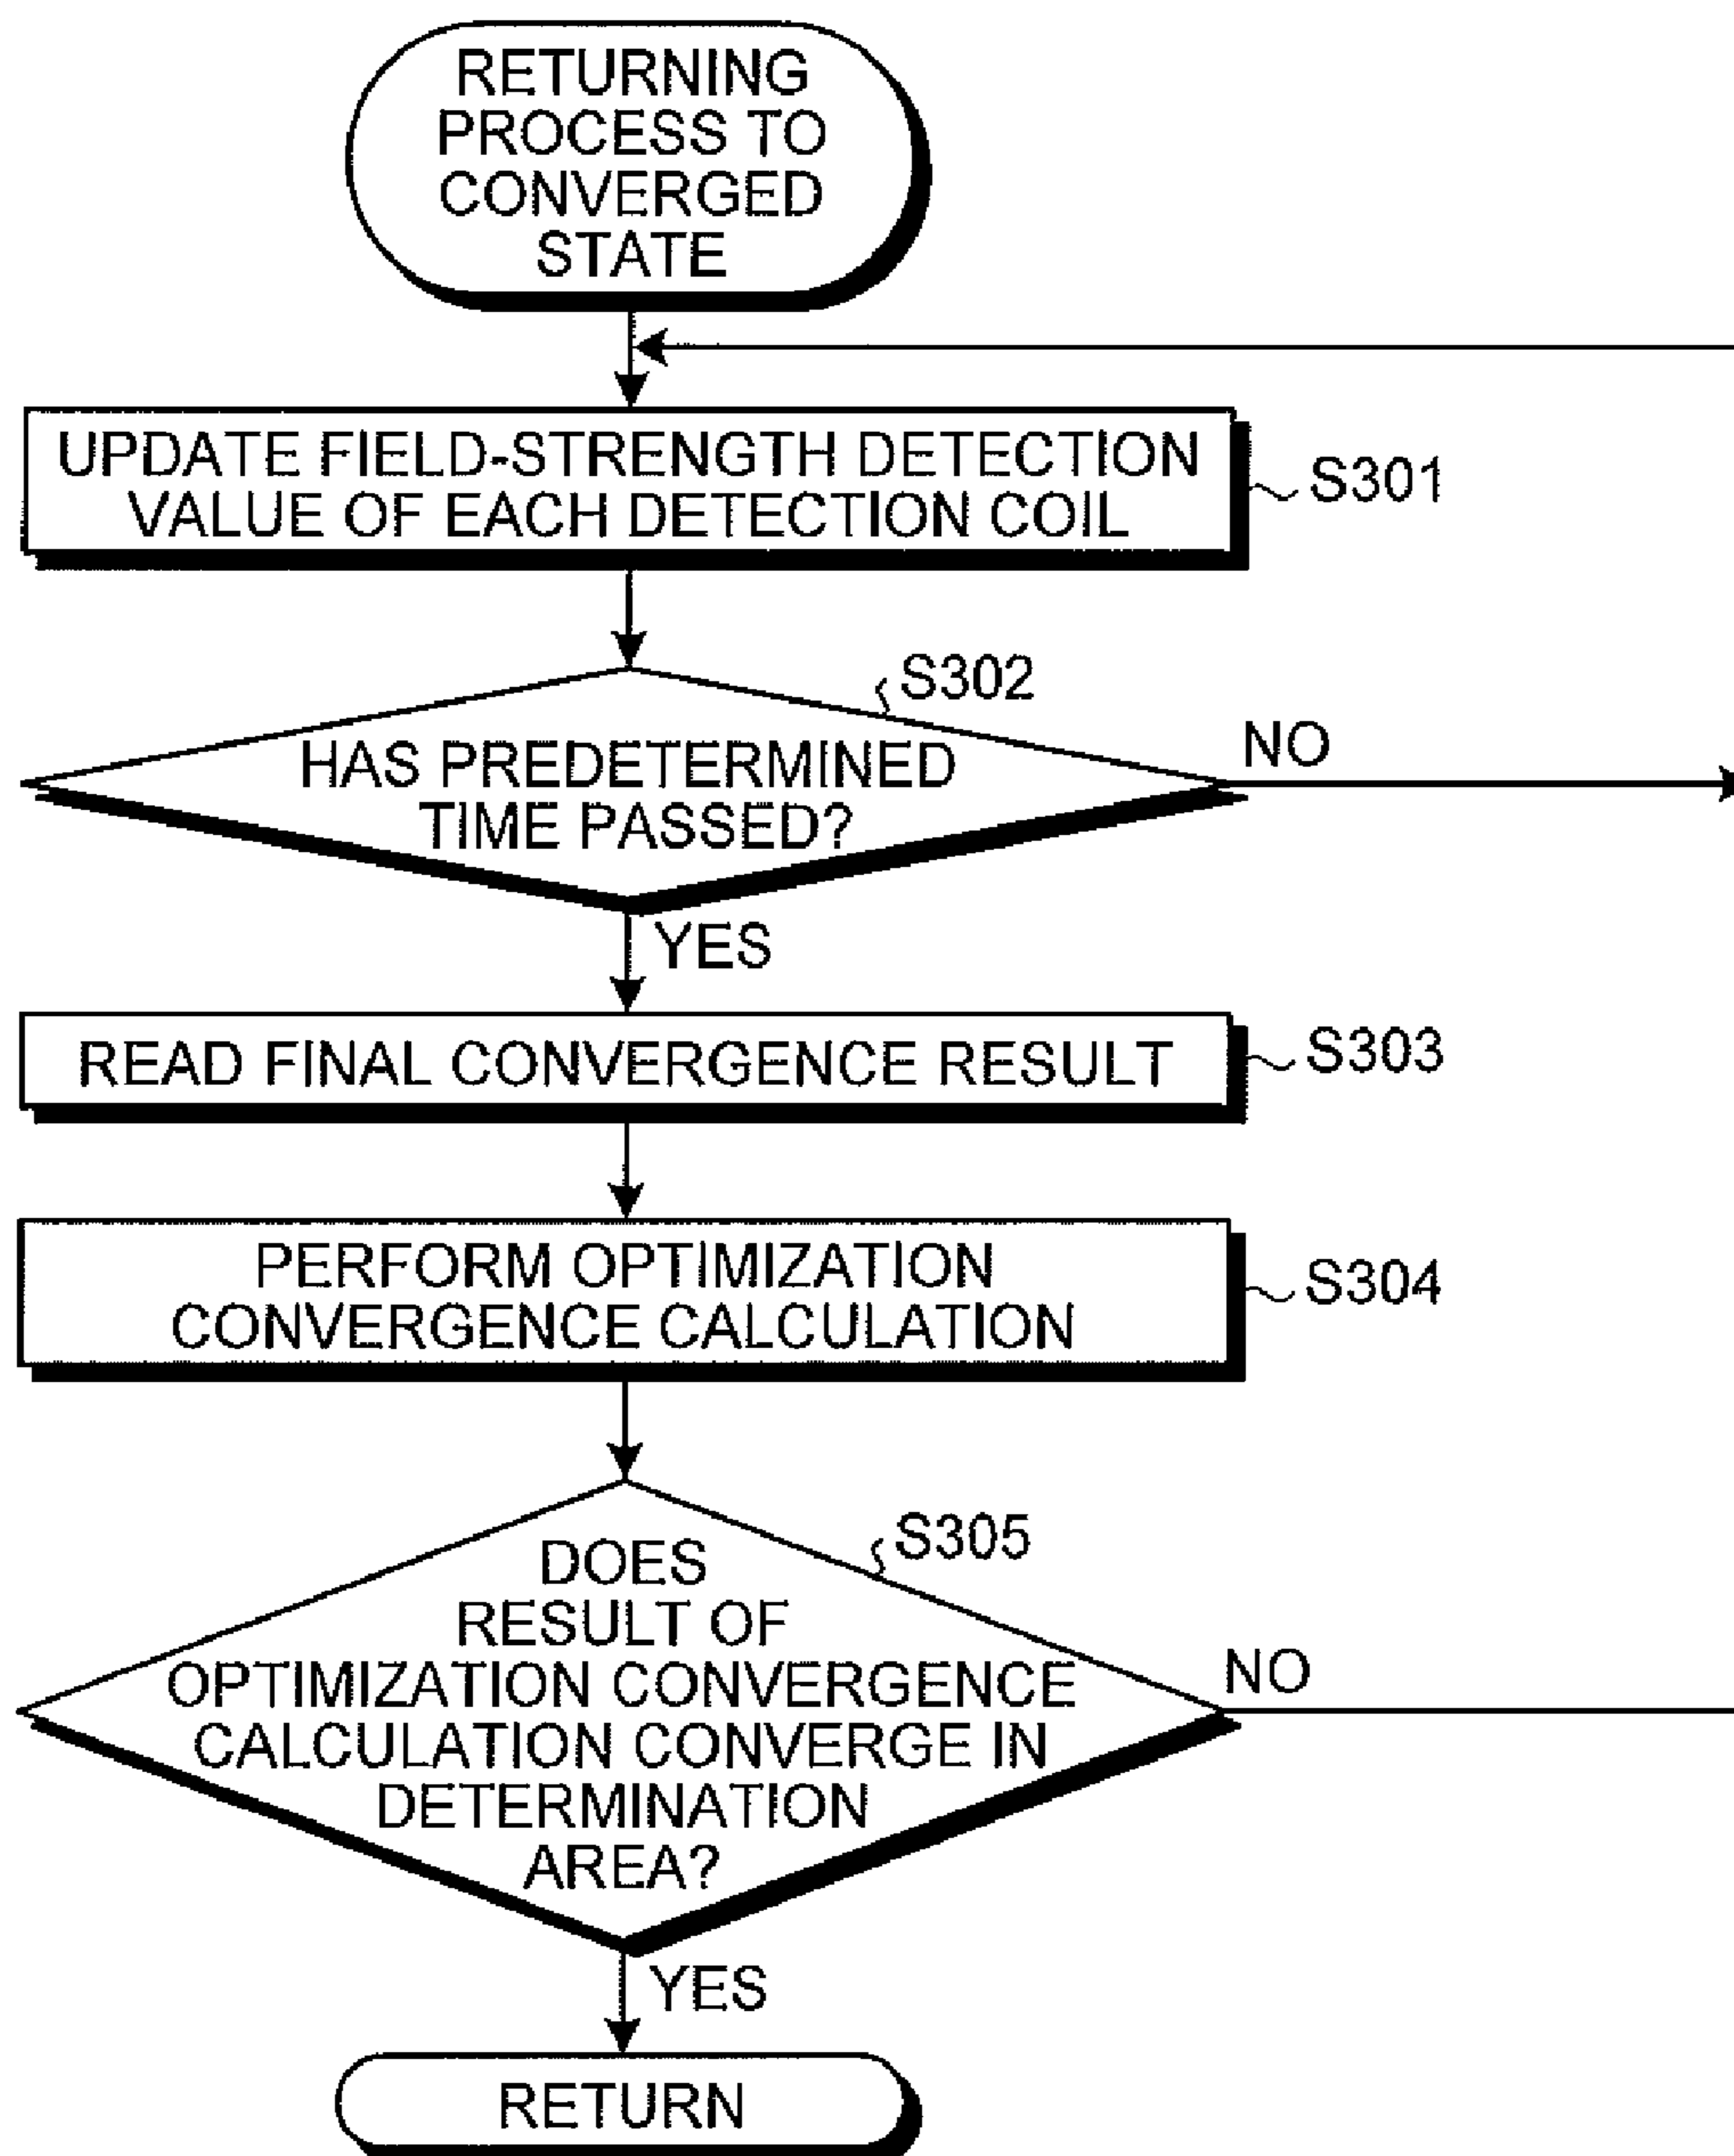 RETURNING
PROCESS TO
CONVERGED
STATE
UPDATE FIELD-STRENGTH DETECTION
VALUE OF EACH DETECTION COIL
S301
S302
HAS PREDETERMINED
TIME PASSED?
NO
YES
READ FINAL CONVERGENCE RESULT
S303
PERFORM OPTIMIZATION
CONVERGENCE CALCULATION
S304
S305
DOES
RESULT OF
OPTIMIZATION CONVERGENCE
CALCULATION CONVERGE IN
DETERMINATION
AREA?
NO
YES
RETURN